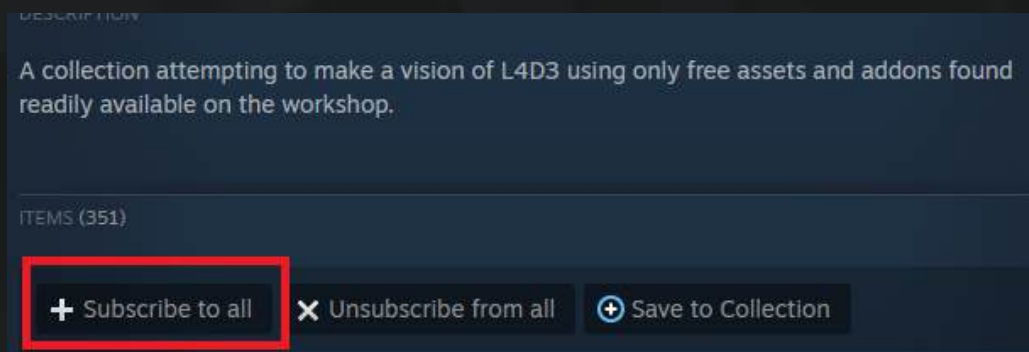 DESCRIPTION
A collection attempting to make a vision of L4D3 using only free assets and addons found
readily available on the workshop.
ITEMS (351)
Subscribe to all
Unsubscribe from all
Save to Collection